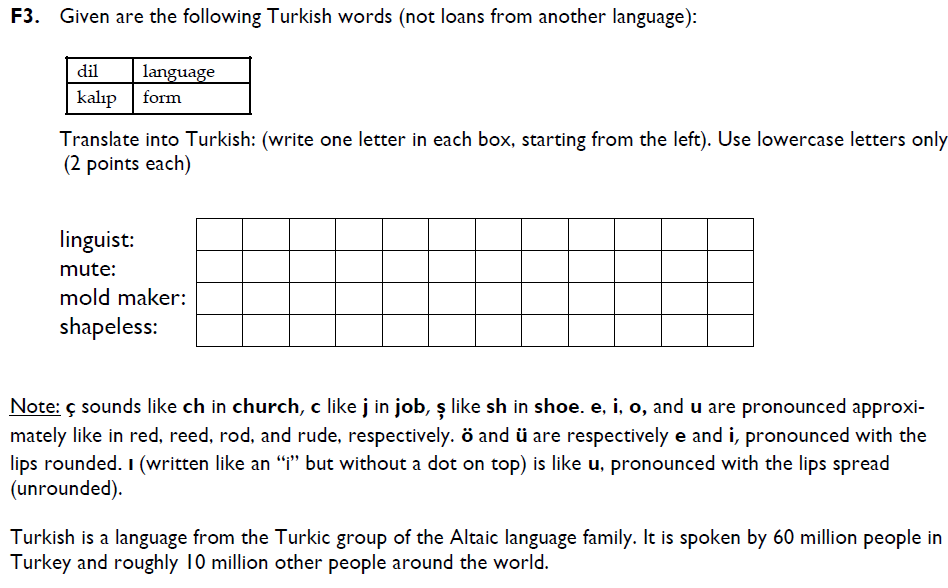 F3. Given are the following Turkish words (not loans from another language):
dil language
kalıp form
Translate into Turkish: (write one letter in each box, starting from the left). Use lowercase letters only
(2 points each)
linguist:
mute:
mold maker:
shapeless:
Note: ç sounds like ch in church, c like j in job, ș like sh in shoe. e, i, o, and u are pronounced approxi-
mately like in red, reed, rod, and rude, respectively. ö and ü are respectively e and i, pronounced with the
lips rounded. ı (written like an “i” but without a dot on top) is like u, pronounced with the lips spread
(unrounded).
Turkish is a language from the Turkic group of the Altaic language family. It is spoken by 60 million people in
Turkey and roughly 10 million other people around the world.